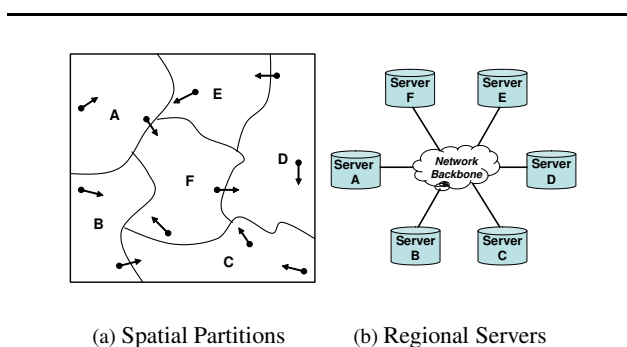 A
E
D
F
B
C
Server
F
Server
E
Server
A
Network
Backbone
Server
D
Server
B
Server
C
(a) Spatial Partitions
(b) Regional Servers